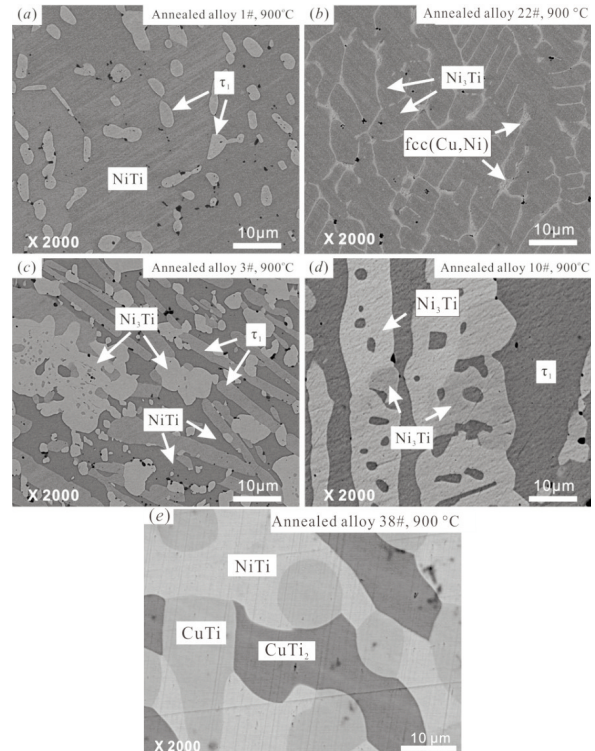 (a) Annealed alloy 1#, 900℃
τ₁
NiTi
X 2000 10μm
(b) Annealed alloy 22#, 900 °C
Ni₃Ti
fcc(Cu,Ni)
X 2000 10μm
(c) Annealed alloy 3#, 900℃
Ni₃Ti
τ₁
NiTi
X 2000 10μm
(d) Annealed alloy 10#, 900℃
Ni₃Ti
τ₁
Ni₃Ti
X 2000 10μm
(e) Annealed alloy 38#, 900 °C
NiTi
CuTi
CuTi₂
X 2000 10 μm